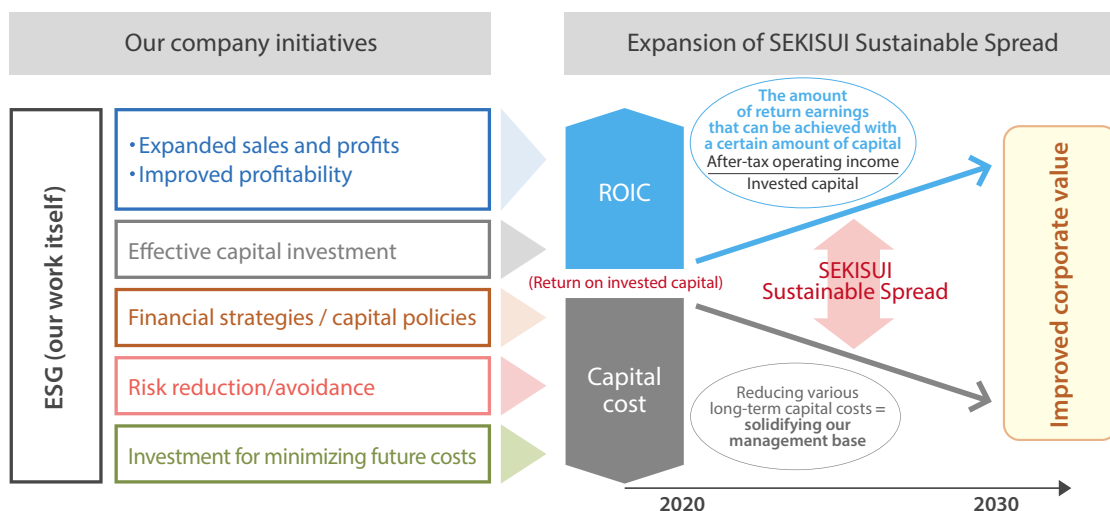 Our company initiatives
Expansion of SEKISUI Sustainable Spread
ESG (our work itself)
・Expanded sales and profits
・Improved profitability
Effective capital investment
Financial strategies / capital policies
Risk reduction/avoidance
Investment for minimizing future costs
ROIC
(Return on invested capital)
Capital
cost
The amount
of return earnings
that can be achieved with
a certain amount of capital
After-tax operating income
Invested capital
SEKISUI
Sustainable Spread
Reducing various
long-term capital costs =
solidifying our
management base
2020
2030
Improved corporate value